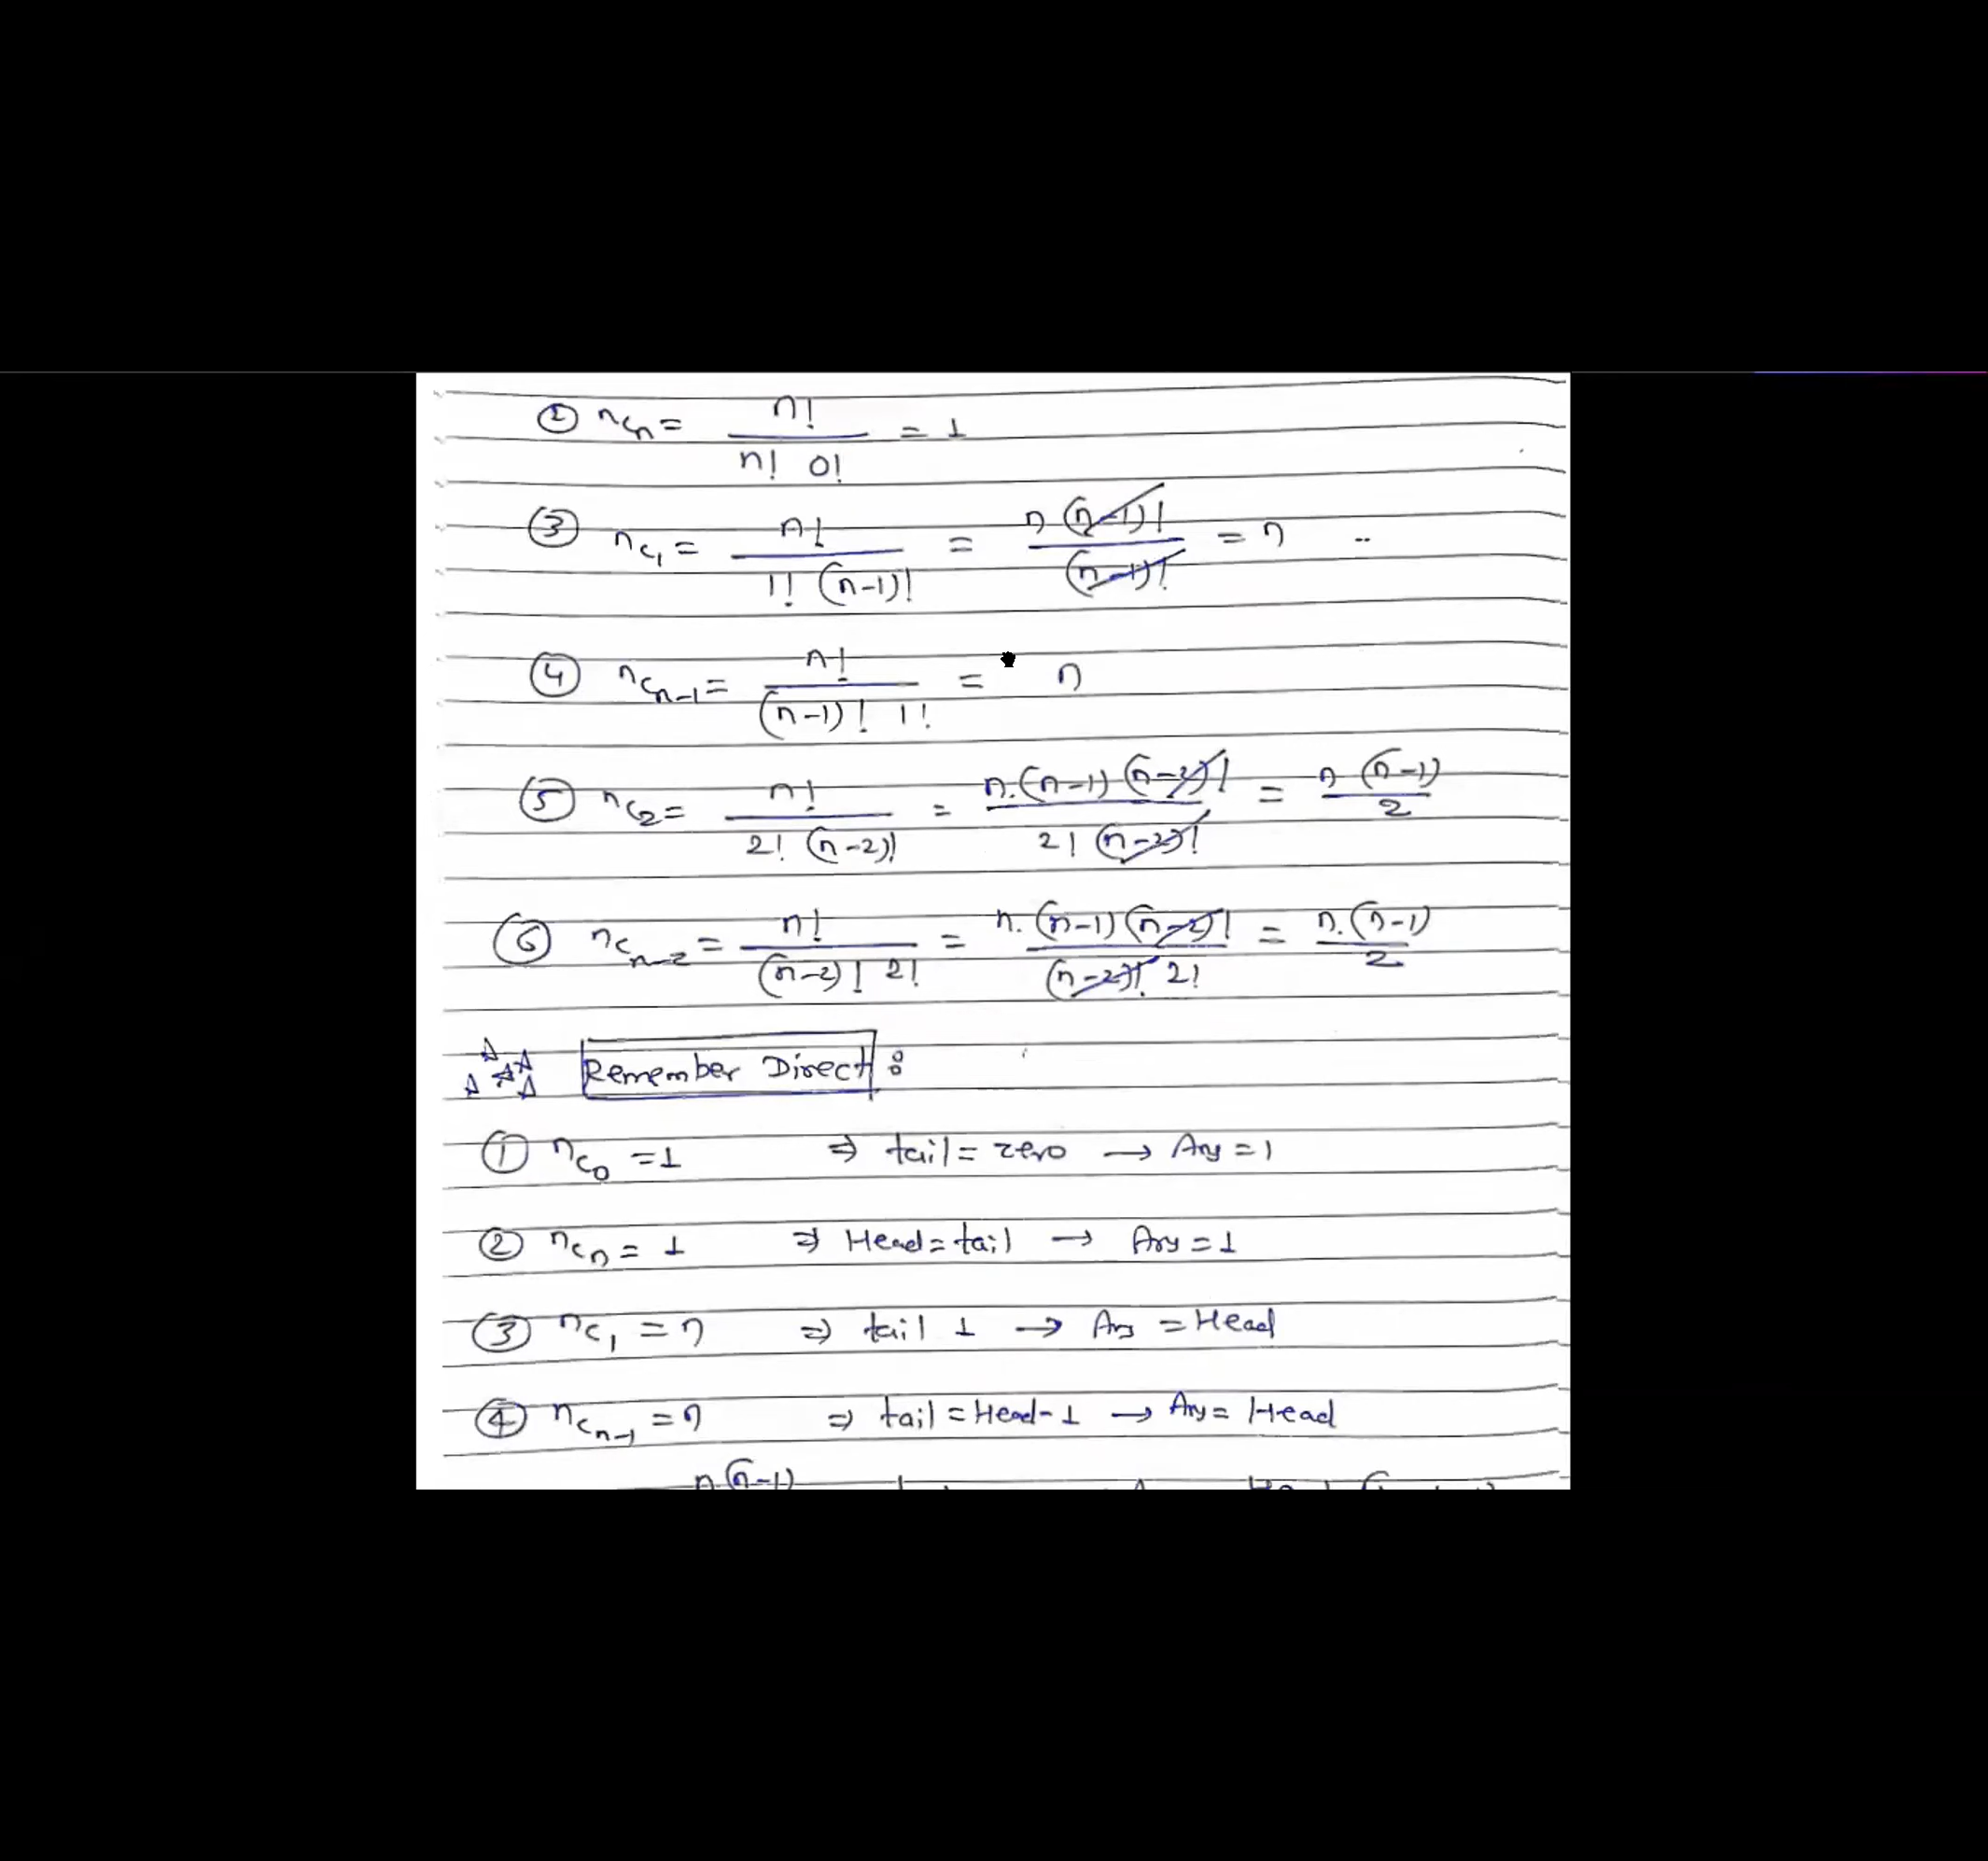 ② ⁿCₙ = n! / n! 0! = 1
③ ⁿC₁ = n! / 1! (n-1)! = n (n-1)! / (n-1)! = n ..
④ ⁿCₙ₋₁ = n! / (n-1)! 1! = n
⑤ ⁿC₂ = n! / 2! (n-2)! = n.(n-1) (n-2)! / 2! (n-2)! = n (n-1) / 2
⑥ ⁿCₙ₋₂ = n! / (n-2)! 2! = n. (n-1) (n-2)! / (n-2)! 2! = n. (n-1) / 2
Remember Direct :
① ⁿC₀ = 1 ⇒ tail = zero → Ans = 1
② ⁿCₙ = 1 ⇒ Head = tail → Ans = 1
③ ⁿC₁ = n ⇒ tail 1 → Ans = Head
④ ⁿCₙ₋₁ = n ⇒ tail = Head-1 → Ans = Head
n (n-1)